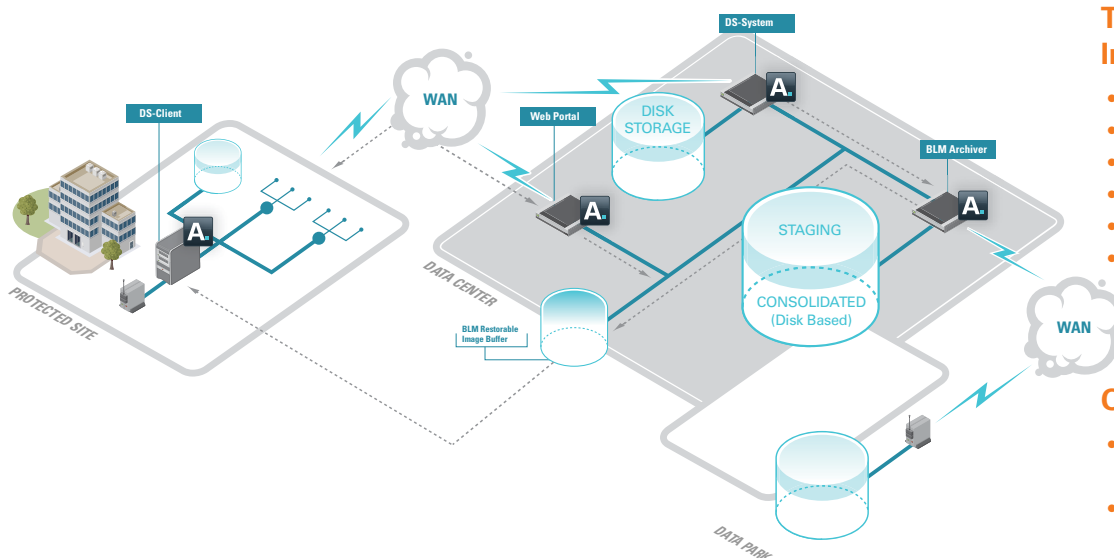 DS-System
WAN
DS-Client
Web Portal
DISK
STORAGE
BLM Archiver
A.
A.
A.
A.
STAGING
CONSOLIDATED
(Disk Based)
DATA CENTER
PROTECTED SITE
BLM Restorable
Image Buffer
WAN
DATA PARK